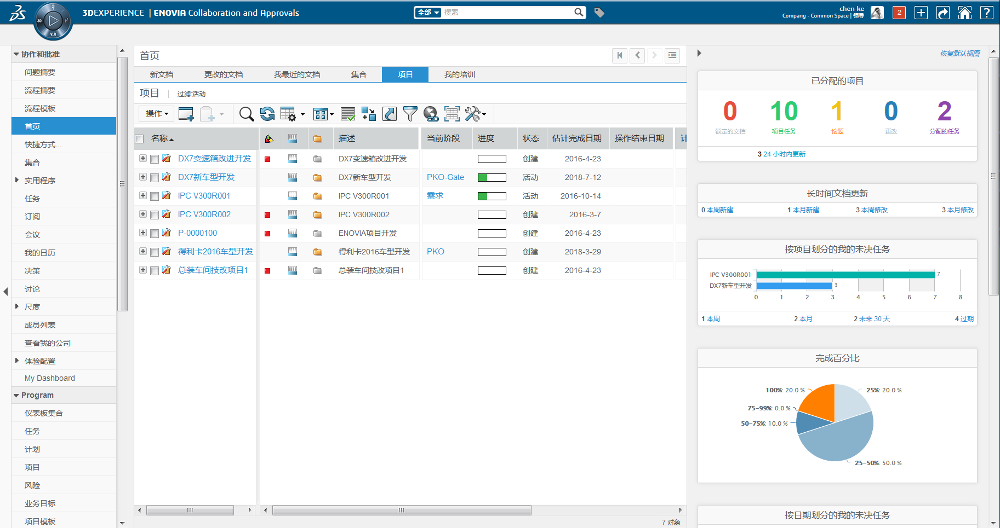 3DEXPERIENCE | ENOVIA Collaboration and Approvals
全部
搜索
chen ke
Company - Common Space | 领导
2
3D
V.R
协作和批准
问题摘要
流程摘要
流程模板
首页
快捷方式...
集合
实用程序
任务
订阅
会议
我的日历
决策
讨论
尺度
成员列表
查看我的公司
体验配置
My Dashboard
Program
仪表板集合
任务
计划
项目
风险
业务目标
项目模板
首页
新文档 更改的文档 我最近的文档 集合 项目 我的培训
项目 过滤:活动
操作
名称 描述 当前阶段 进度 状态 估计完成日期 操作结束日期
DX7变速箱改进开发 DX7变速箱改进开发 创建 2016-4-23
DX7新车型开发 DX7新车型开发 PKO-Gate 活动 2018-7-12
IPC V300R001 IPC V300R001 需求 活动 2016-10-14
IPC V300R002 IPC V300R002 创建 2016-3-7
P-0000100 ENOVIA项目开发 创建 2016-4-23
得利卡2016车型开发 得利卡2016车型开发 PKO 创建 2018-3-29
总装车间技改项目1 总装车间技改项目1 创建 2016-4-23
7 对象
恢复默认视图
已分配的项目
0 10 1 0 2
锁定的文档 项目任务 论题 更改 分配的任务
3 24 小时内更新
长时间文档更新
0 本周新建 1 本月新建 3 本周修改 3 本月修改
按项目划分的我的未决任务
IPC V300R001 7
DX7新车型开发 3
0 1 2 3 4 5 6 7 8
1 本周 2 本月 2 未来 30 天 4 过期
完成百分比
100%: 20.0 % 25%: 20.0 %
75-99%: 0.0 %
50-75%: 10.0 %
25-50%: 50.0 %
按日期划分的我的未决任务